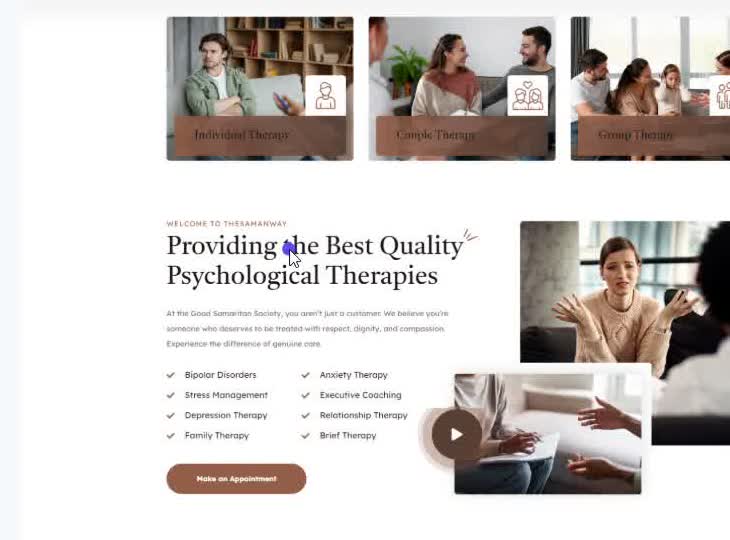 Individual Therapy
Couple Therapy
Group Therapy
WELCOME TO THESAMANWAY
Providing the Best Quality
Psychological Therapies
At the Good Samaritan Society, you aren't just a customer. We believe you're
someone who deserves to be treated with respect, dignity, and compassion.
Experience the difference of genuine care.
Bipolar Disorders
Anxiety Therapy
Stress Management
Executive Coaching
Depression Therapy
Relationship Therapy
Family Therapy
Brief Therapy
Make an Appointment